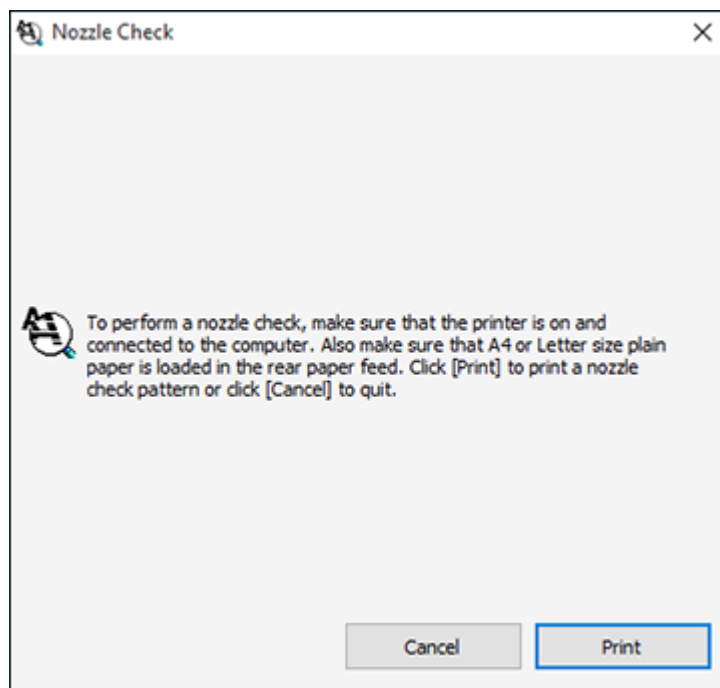 Nozzle Check
To perform a nozzle check, make sure that the printer is on and
connected to the computer. Also make sure that A4 or Letter size plain
paper is loaded in the rear paper feed. Click [Print] to print a nozzle
check pattern or click [Cancel] to quit.
Cancel
Print